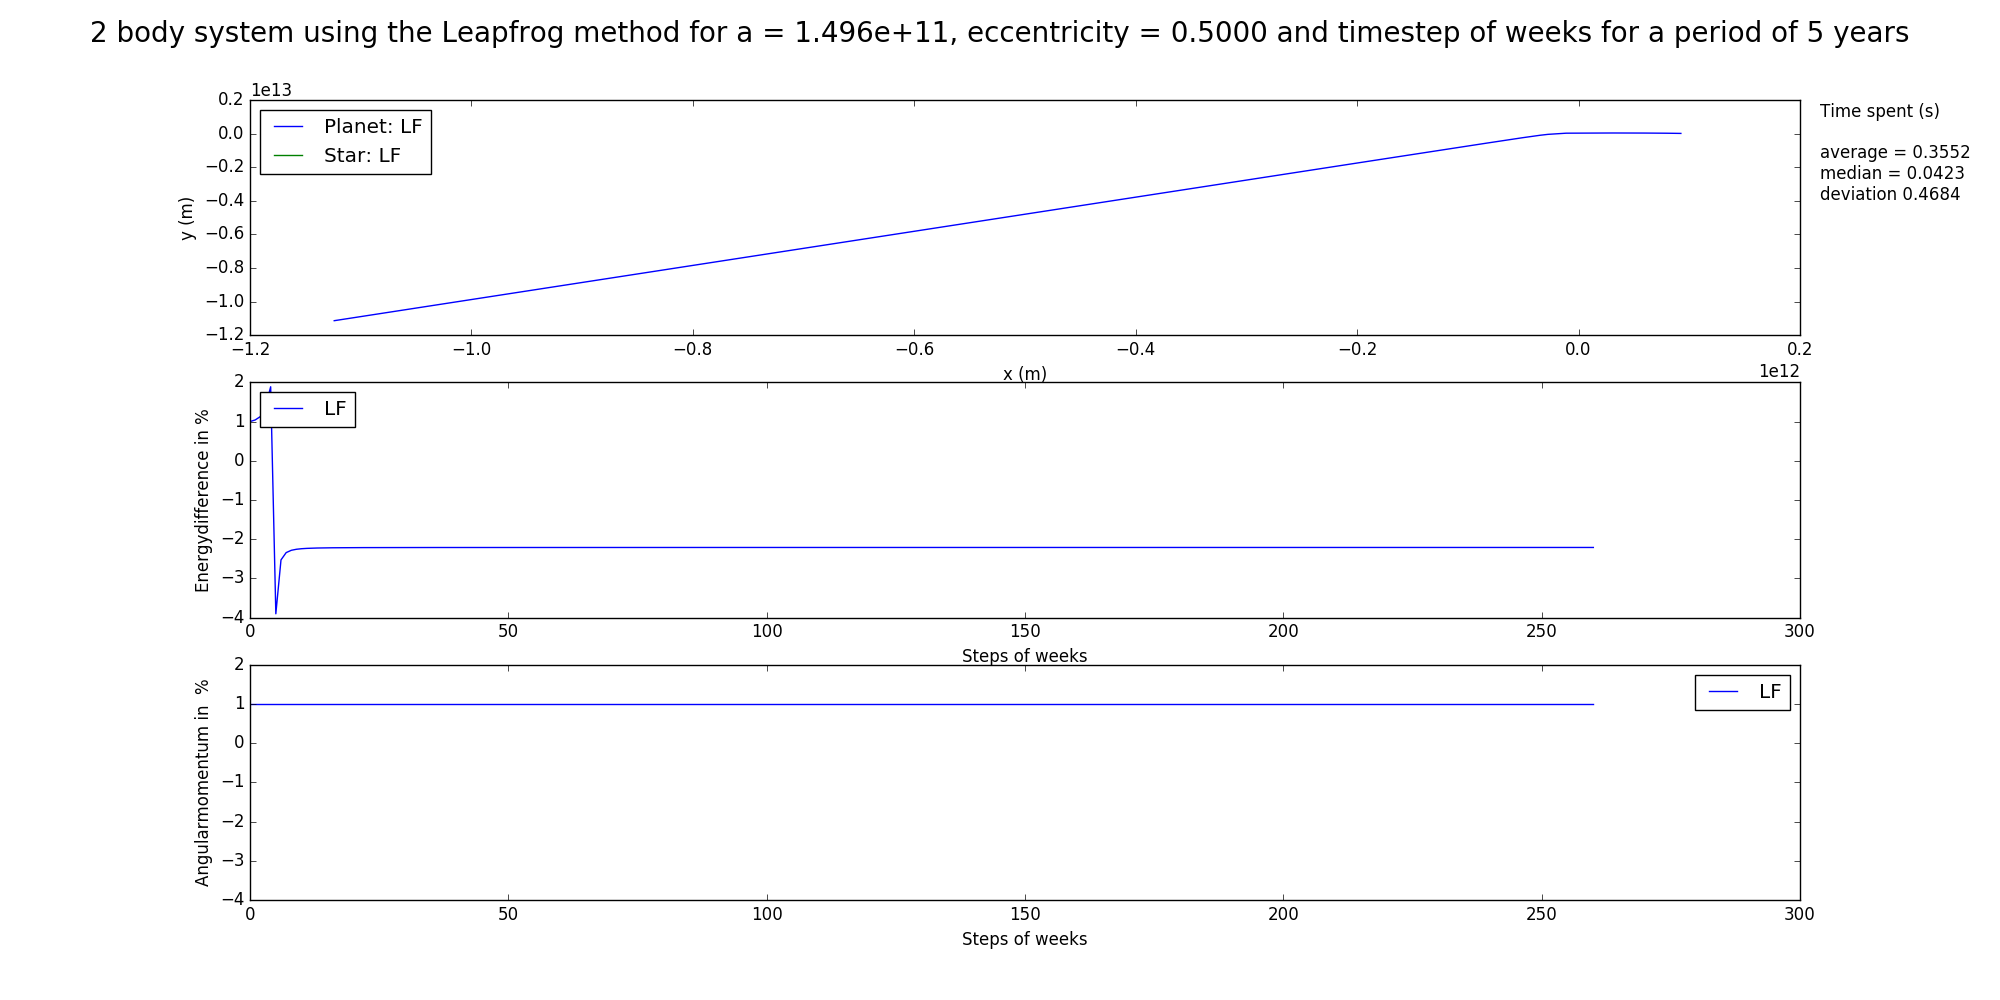 2 body system using the Leapfrog method for a = 1.496e+11, eccentricity = 0.5000 and timestep of weeks for a period of 5 years
1e13
0.2
0.0
−0.2
−0.4
−0.6
−0.8
−1.0
−1.2
y (m)
Planet: LF
Star: LF
−1.2
−1.0
−0.8
−0.6
−0.4
−0.2
0.0
0.2
x (m)
1e12
Time spent (s)
average = 0.3552
median = 0.0423
deviation 0.4684
2
1
0
−1
−2
−3
−4
Energydifference in %
LF
0
50
100
150
200
250
300
Steps of weeks
2
1
0
−1
−2
−3
−4
Angularmomentum in  %
LF
0
50
100
150
200
250
300
Steps of weeks